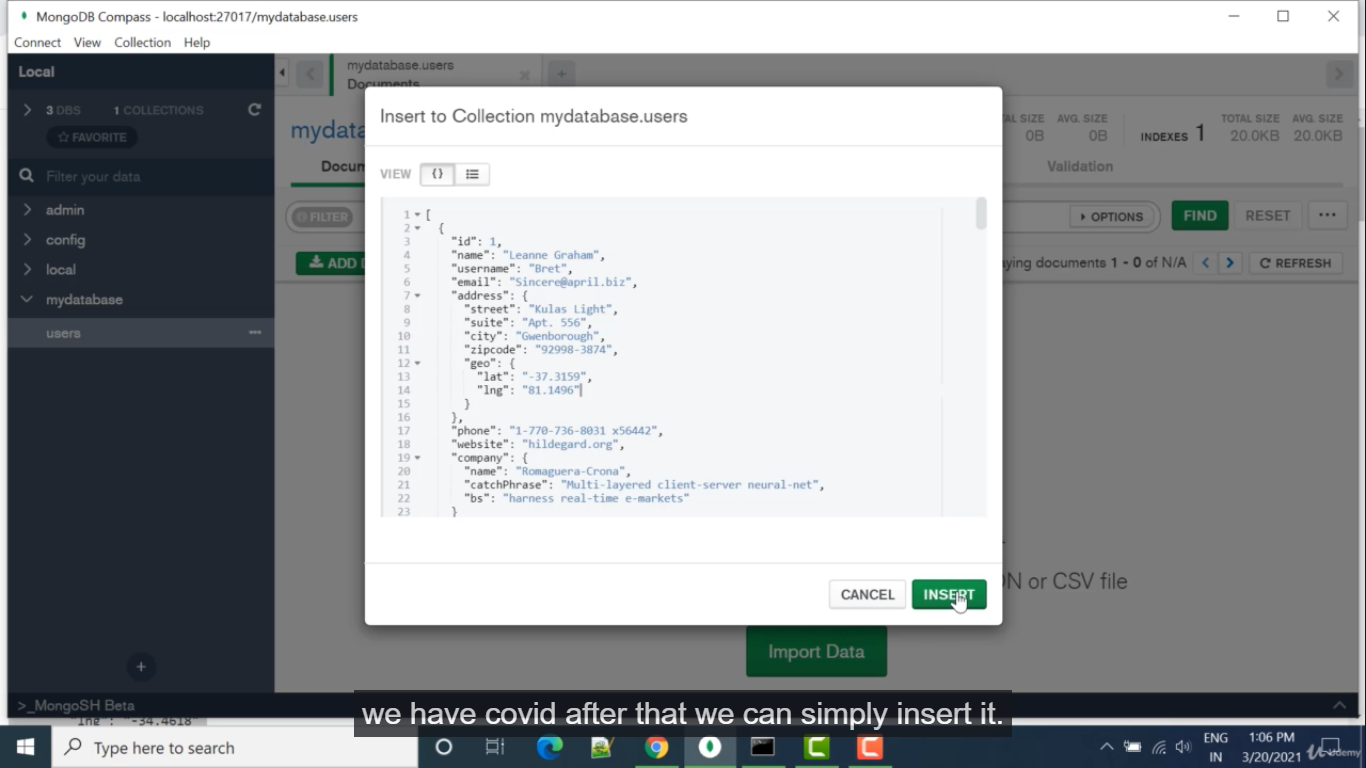 MongoDB Compass - localhost:27017/mydatabase.users
Connect View Collection Help
Local
3 DBS 1 COLLECTIONS
FAVORITE
Filter your data
admin
config
local
mydatabase
users
>_MongoSH Beta
mydatabase.users
Documents
SIZE AVG. SIZE
0B 0B
INDEXES 1
TOTAL SIZE AVG. SIZE
20.0KB 20.0KB
Validation
FILTER
OPTIONS
FIND
RESET
ADD
documents 1 - 0 of N/A
REFRESH
or CSV file
Import Data
Insert to Collection mydatabase.users
VIEW {}
1 [
2 {
3 "id": 1,
4 "name": "Leanne Graham",
5 "username": "Bret",
6 "email": "Sincere@april.biz",
7 "address": {
8 "street": "Kulas Light",
9 "suite": "Apt. 556",
10 "city": "Gwenborough",
11 "zipcode": "92998-3874",
12 "geo": {
13 "lat": "-37.3159",
14 "lng": "81.1496"
15 }
16 },
17 "phone": "1-770-736-8031 x56442",
18 "website": "hildegard.org",
19 "company": {
20 "name": "Romaguera-Crona",
21 "catchPhrase": "Multi-layered client-server neural-net",
22 "bs": "harness real-time e-markets"
23 }
CANCEL
INSERT
"lng": "-34.4618"
we have covid after that we can simply insert it.
Type here to search
ENG
IN
1:06 PM
3/20/2021
Udemy